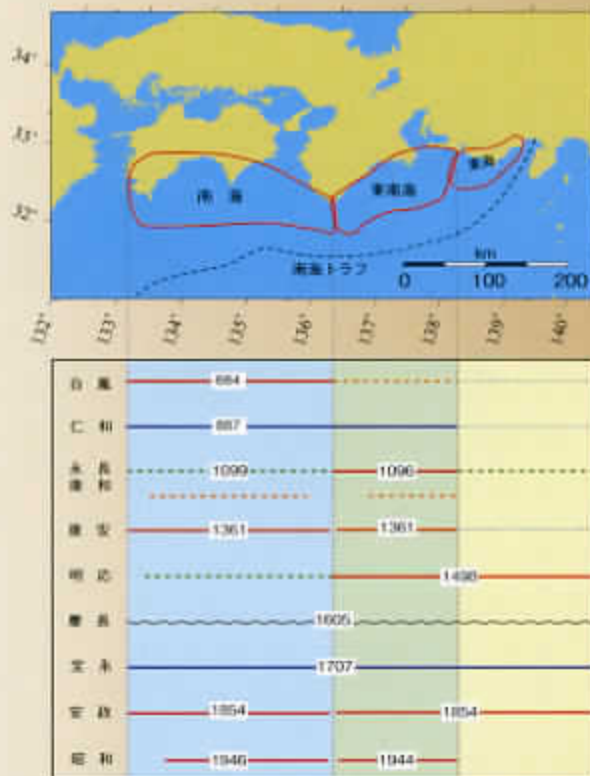 34°
33°
32°
南 海
東南海
東海
南海トラフ
km
0 100 200
132° 133° 134° 135° 136° 137° 138° 139° 140°
白 鳳 684
仁 和 887
永 長 1099 1096
康 和
康 安 1361 1361
明 応 1498
慶 長 1605
宝 永 1707
安 政 1854 1854
昭 和 1946 1944